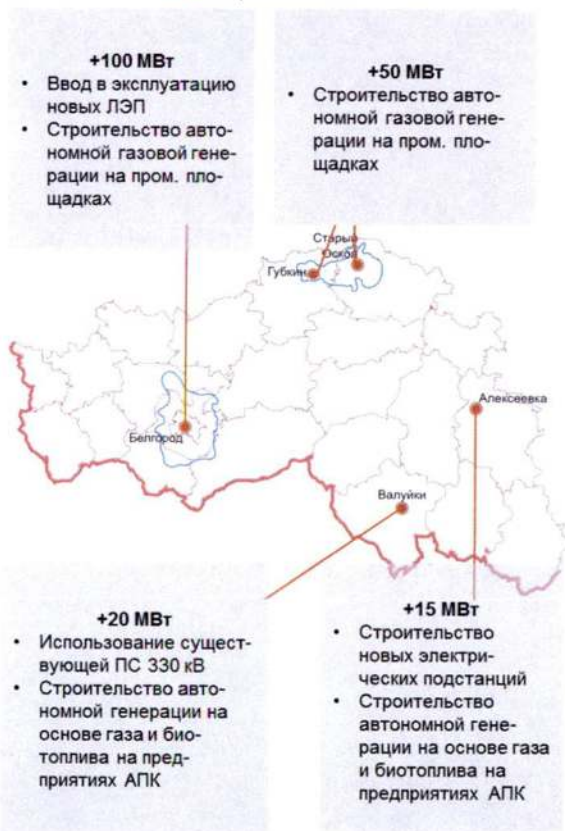 +100 МВт
• Ввод в эксплуатацию
новых ЛЭП
• Строительство авто-
номной газовой гене-
рации на пром. пло-
щадках
+50 МВт
• Строительство авто-
номной газовой гене-
рации на пром. пло-
щадках
Старый
Оскол
Губкин
Алексеевка
Белгород
Валуйки
+20 МВт
• Использование сущест-
вующей ПС 330 кВ
• Строительство авто-
номной генерации на
основе газа и био-
топлива на пред-
приятиях АПК
+15 МВт
• Строительство
новых электри-
ческих подстанций
• Строительство
автономной гене-
рации на основе газа
и биотоплива на
предприятиях АПК